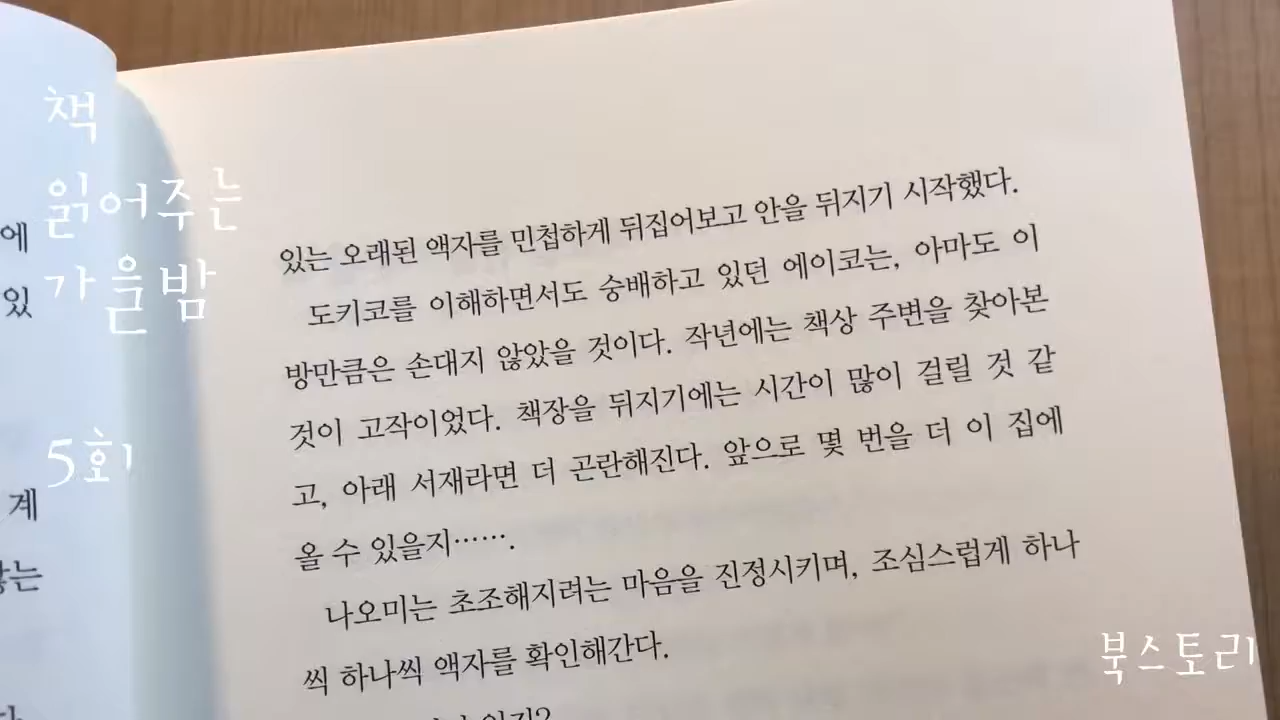 책
읽어주는
가을밤
5회
에
있
계
는
있는 오래된 액자를 민첩하게 뒤집어보고 안을 뒤지기 시작했다.
도키코를 이해하면서도 숭배하고 있던 에이코는, 아마도 이
방만큼은 손대지 않았을 것이다. 작년에는 책상 주변을 찾아본
것이 고작이었다. 책장을 뒤지기에는 시간이 많이 걸릴 것 같
고, 아래 서재라면 더 곤란해진다. 앞으로 몇 번을 더 이 집에
올 수 있을지…….
나오미는 초조해지려는 마음을 진정시키며, 조심스럽게 하나
씩 하나씩 액자를 확인해간다.
북스토리